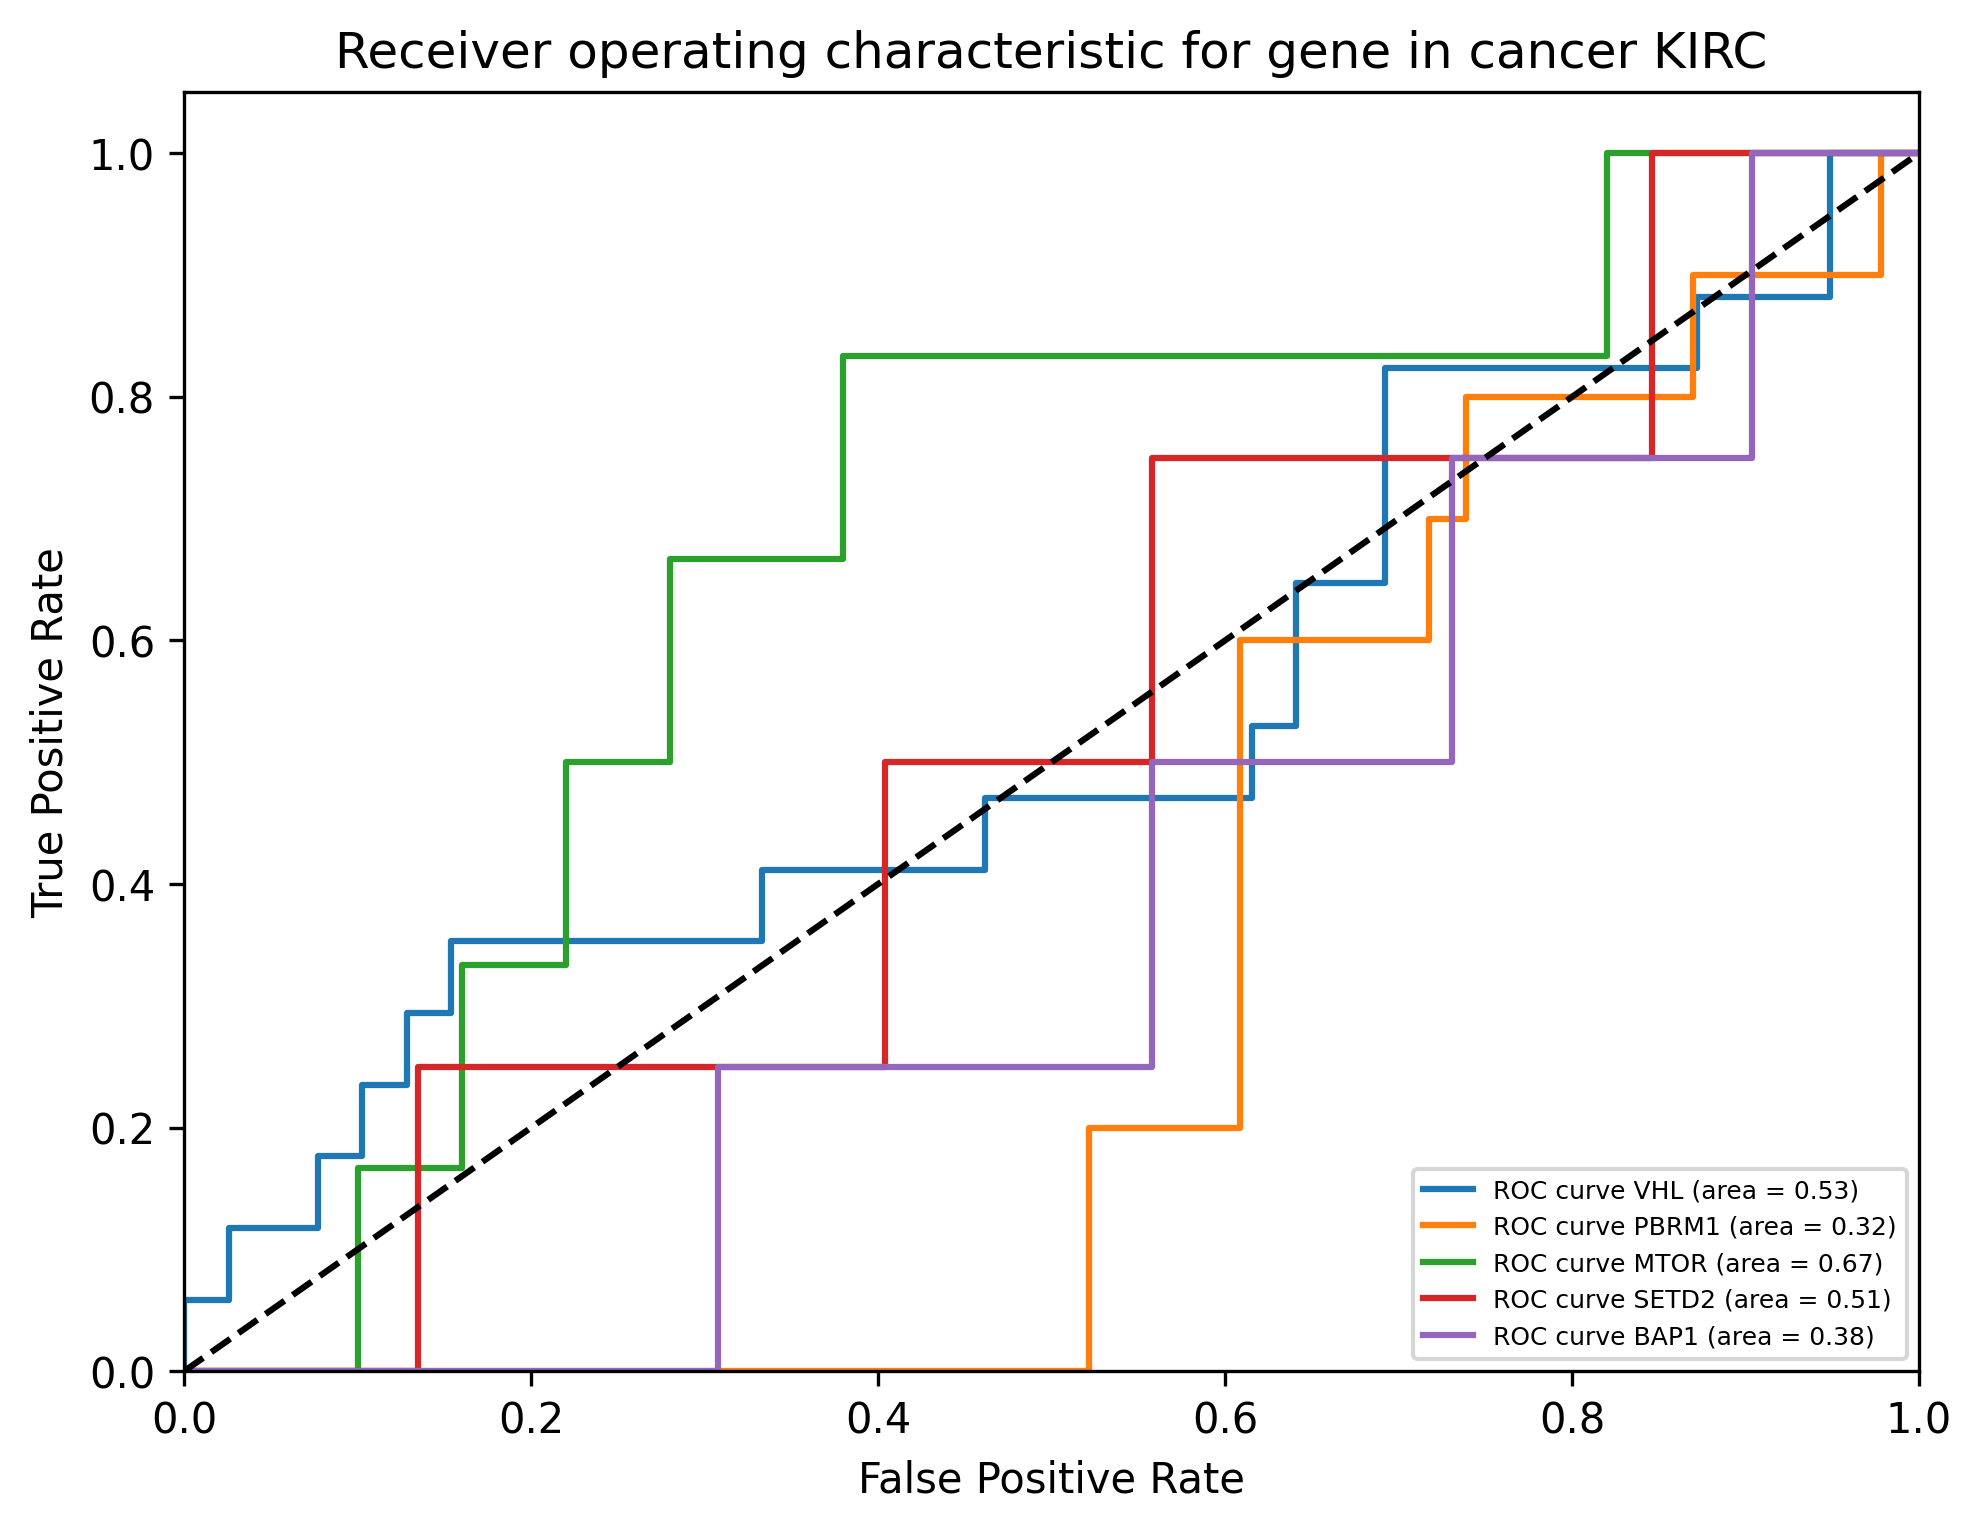 Receiver operating characteristic for gene in cancer KIRC
1.0
0.8
0.6
0.4
0.2
0.0
True Positive Rate
ROC curve VHL (area = 0.53)
ROC curve PBRM1 (area = 0.32)
ROC curve MTOR (area = 0.67)
ROC curve SETD2 (area = 0.51)
ROC curve BAP1 (area = 0.38)
0.0 0.2 0.4 0.6 0.8 1.0
False Positive Rate